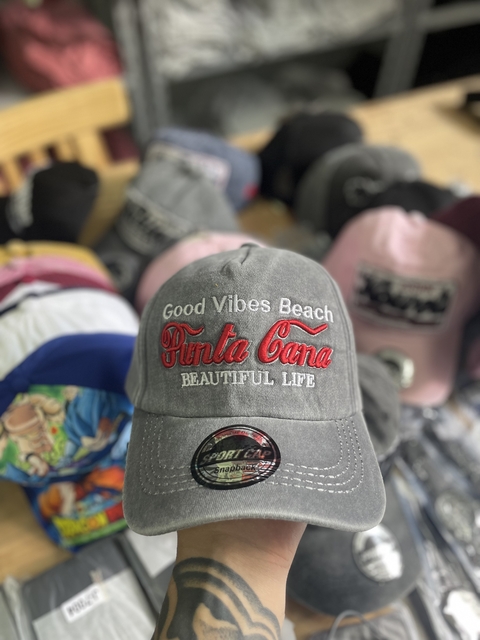 Good Vibes Beach
Punta Cana
BEAUTIFUL LIFE
SPORT CAP
Snapback